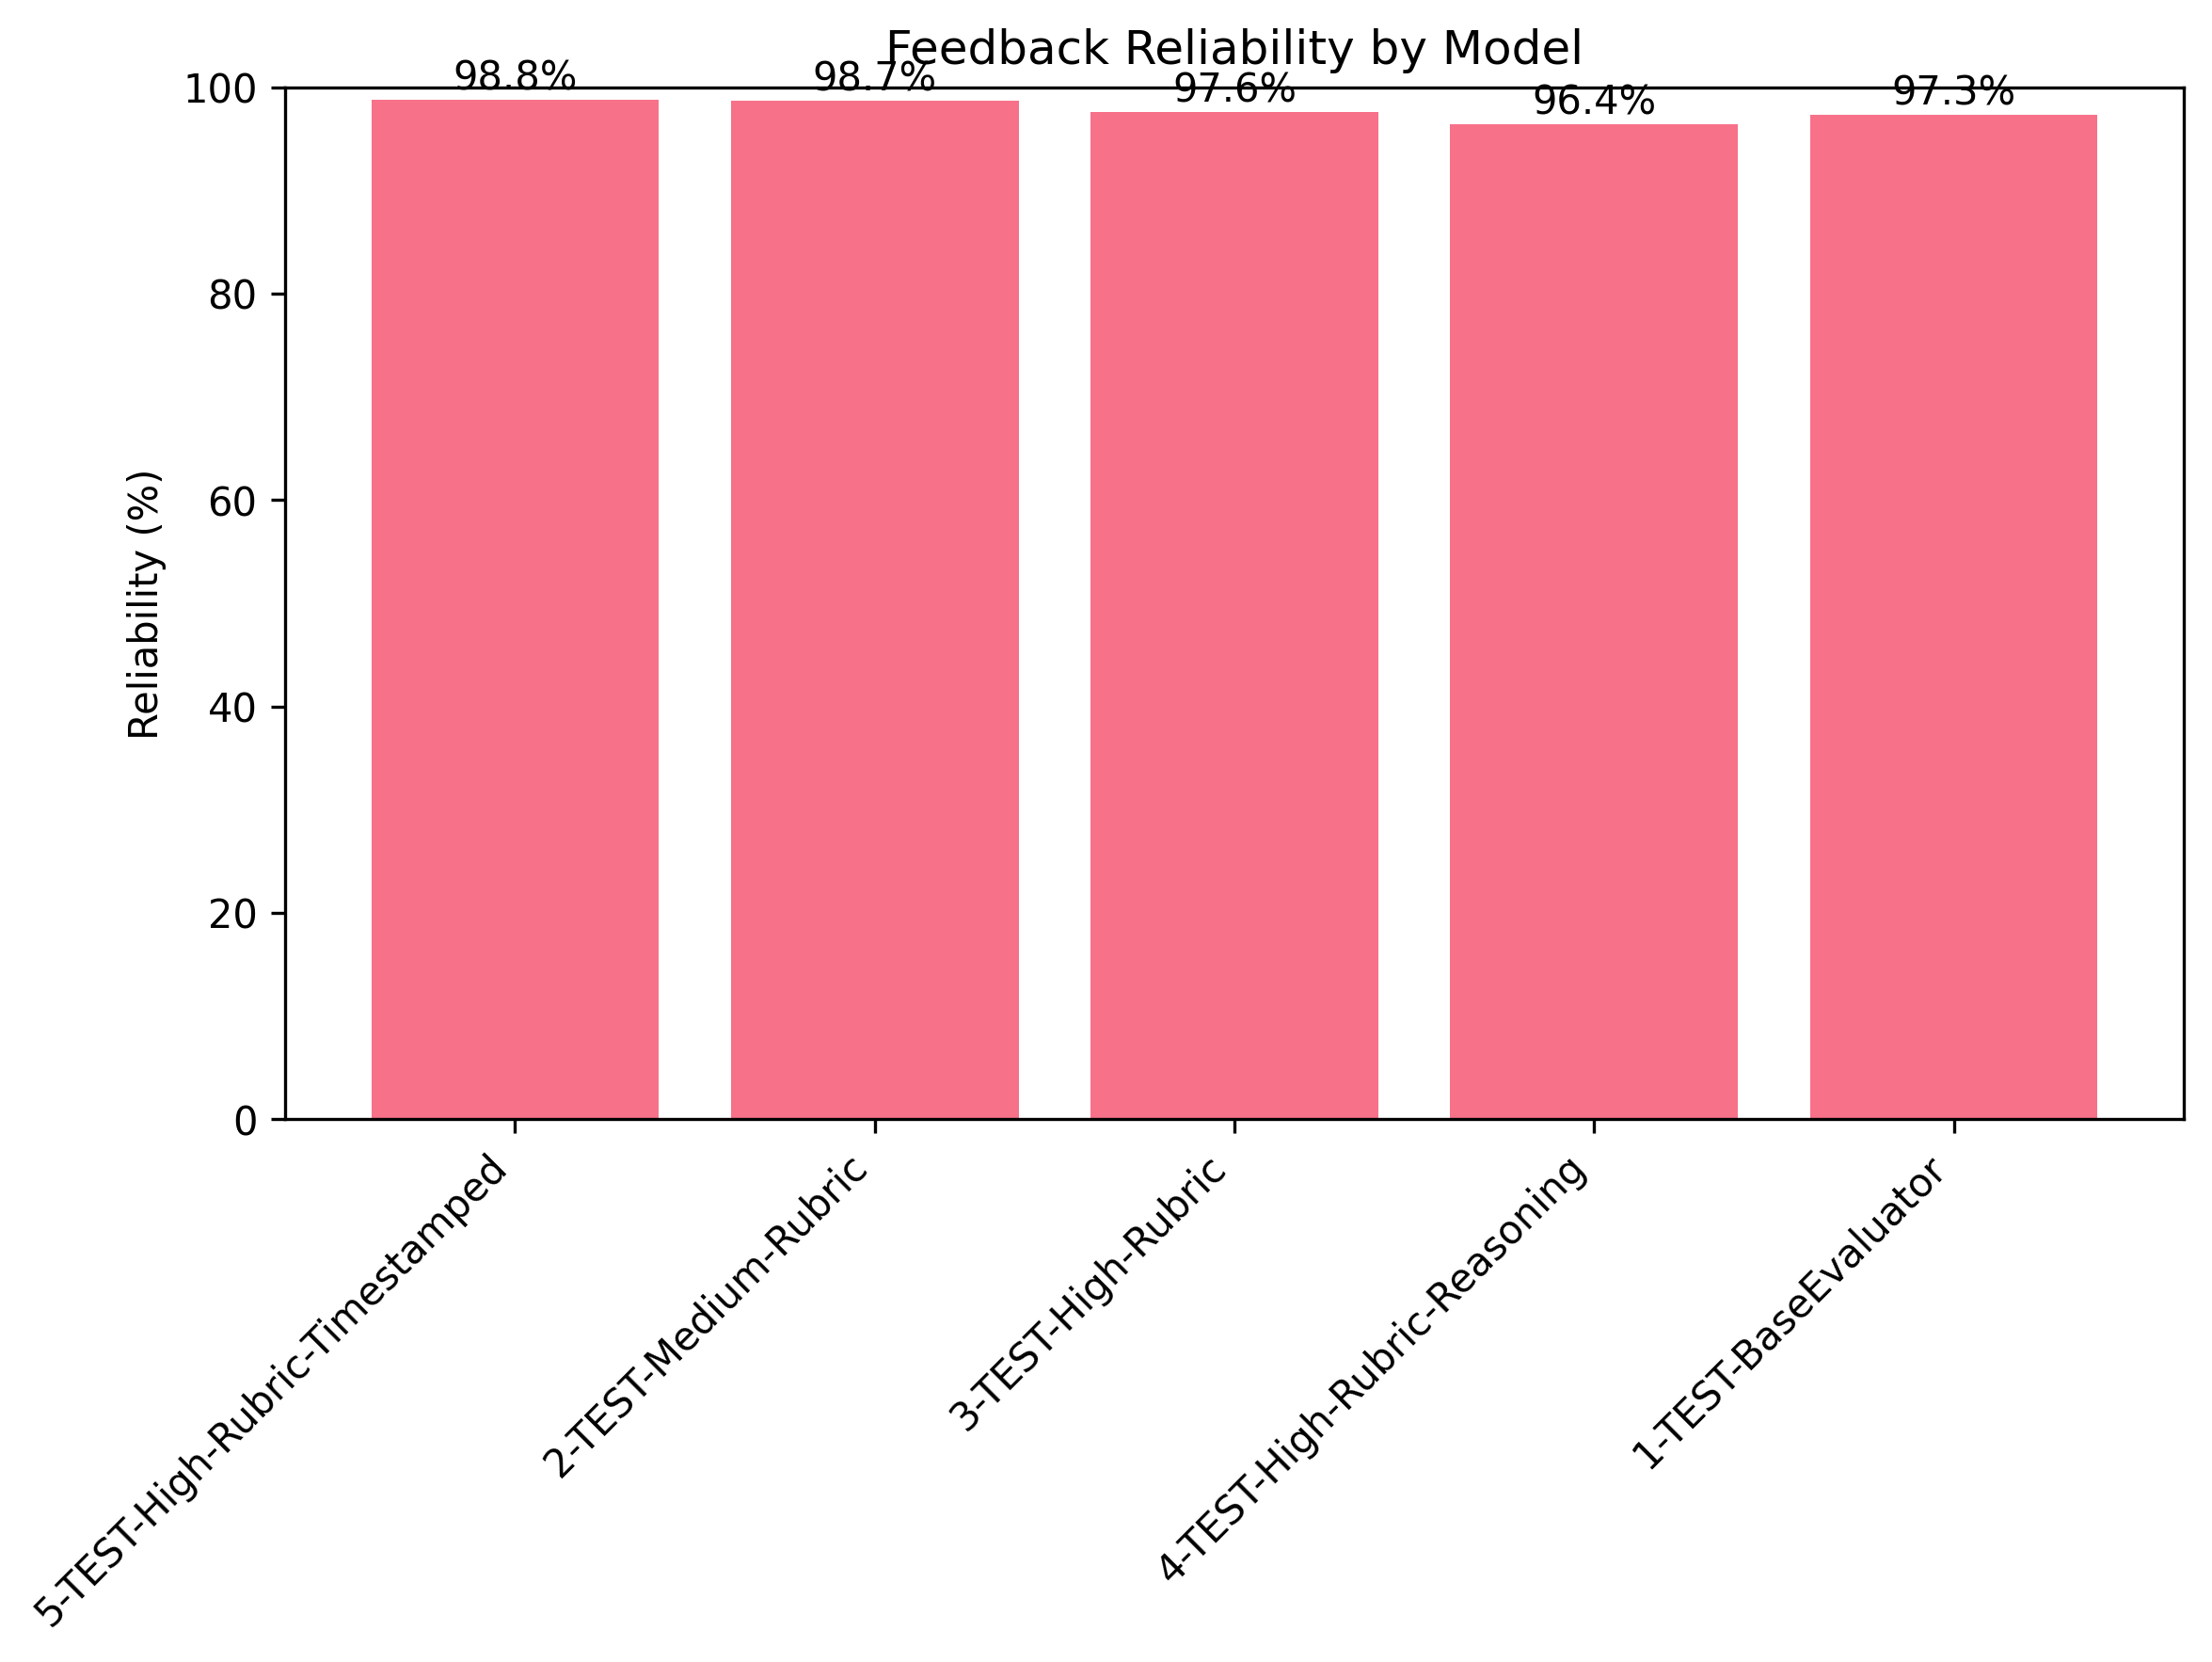 Feedback Reliability by Model
98.8%
98.7%
97.6%
96.4%
97.3%
100
80
60
40
20
0
Reliability (%)
5-TEST-High-Rubric-Timestamped
2-TEST-Medium-Rubric
3-TEST-High-Rubric
4-TEST-High-Rubric-Reasoning
1-TEST-BaseEvaluator